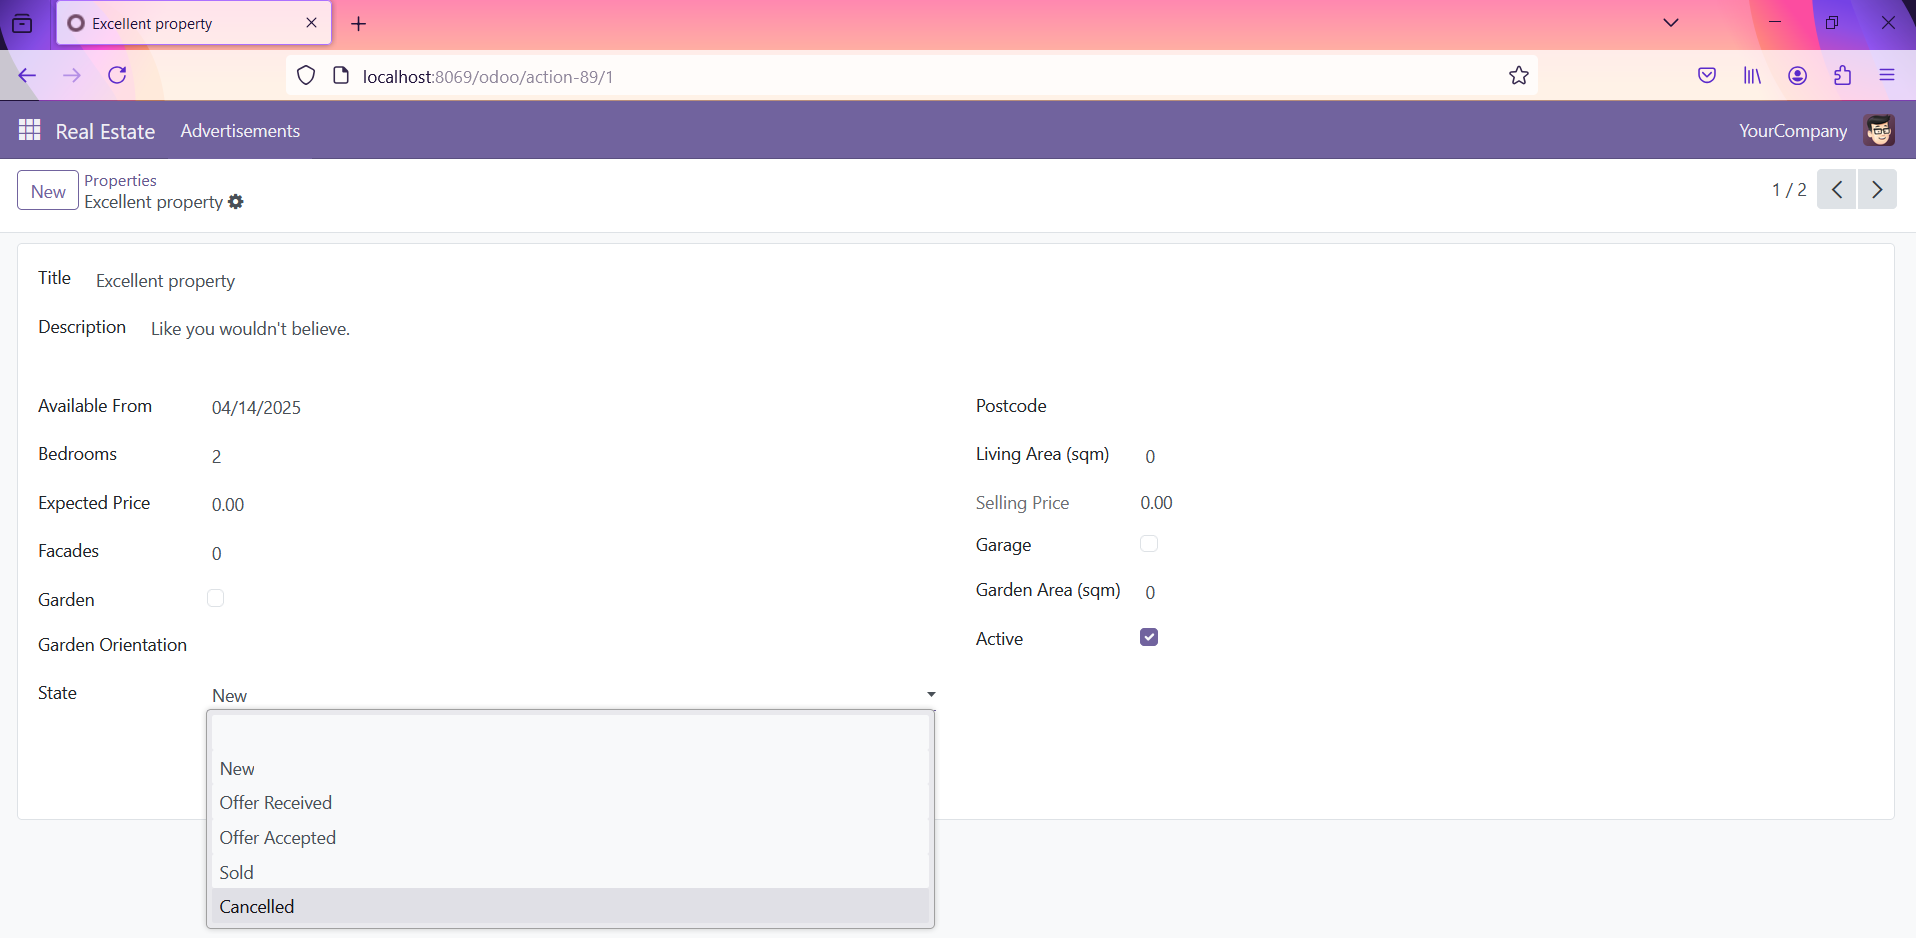 Excellent property
localhost:8069/odoo/action-89/1
Real Estate Advertisements YourCompany
New Properties
Excellent property 1 / 2
Title Excellent property
Description Like you wouldn't believe.
Available From 04/14/2025 Postcode
Bedrooms 2 Living Area (sqm) 0
Expected Price 0.00 Selling Price 0.00
Facades 0 Garage
Garden Garden Area (sqm) 0
Garden Orientation Active
State New
New
Offer Received
Offer Accepted
Sold
Cancelled